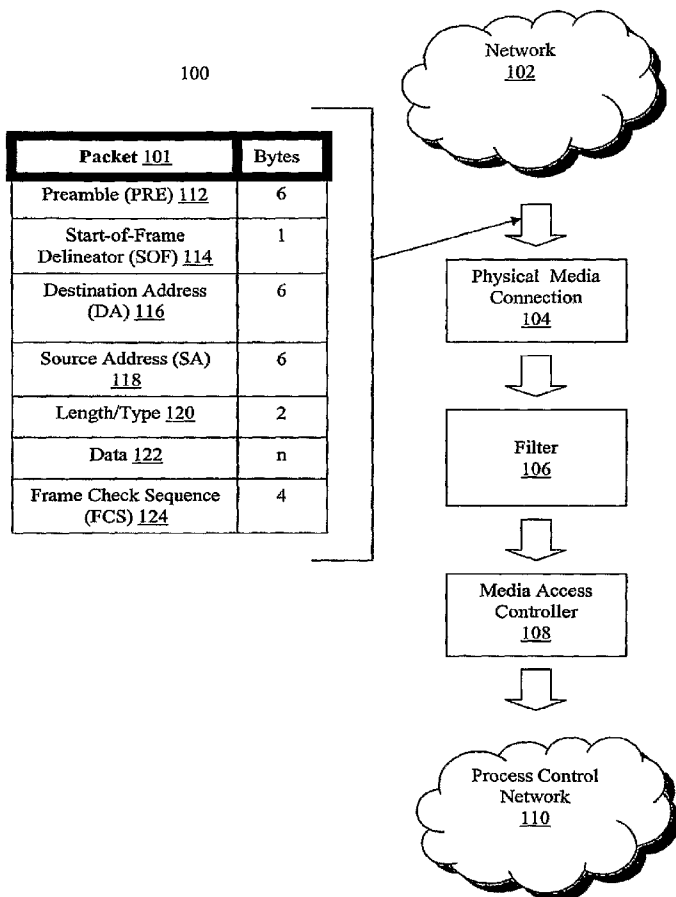 100
Packet 101 Bytes
Preamble (PRE) 112 6
Start-of-Frame 1
Delineator (SOF) 114
Destination Address 6
(DA) 116
Source Address (SA) 6
118
Length/Type 120 2
Data 122 n
Frame Check Sequence 4
(FCS) 124
Network
102
Physical Media
Connection
104
Filter
106
Media Access
Controller
108
Process Control
Network
110